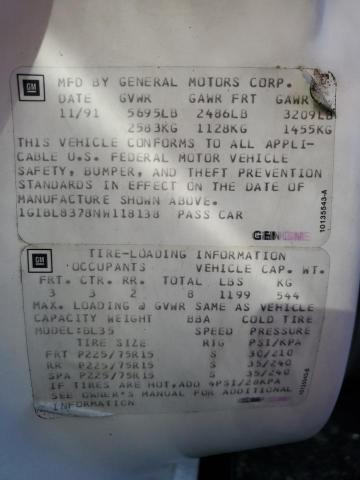 GM
MFD BY GENERAL MOTORS CORP.
DATE GVWR GAWR FRT GAWR
11/91 5695LB 2486LB 3209LB
2583KG 1128KG 1455KG
THIS VEHICLE CONFORMS TO ALL APPLI-
CABLE U.S. FEDERAL MOTOR VEHICLE
SAFETY, BUMPER, AND THEFT PREVENTION
STANDARDS IN EFFECT ON THE DATE OF
MANUFACTURE SHOWN ABOVE.
1G1BL8378NW118138 PASS CAR
GEN
10135543-A
GM
TIRE-LOADING INFORMATION
OCCUPANTS VEHICLE CAP. WT.
FRT. CTR. RR. TOTAL LBS KG
3 3 2 8 1199 544
MAX. LOADING @ GVWR SAME AS VEHICLE
CAPACITY WEIGHT 88A COLD TIRE
MODEL:BL35 SPEED PRESSURE
TIRE SIZE RTG PSI/KPA
FRT P225/75R15 S 30/210
RR P225/75R15 S 35/240
SPA P225/75R15 S 35/240
IF TIRES ARE HOT,ADD 4PSI/28KPA
SEE OWNER'S MANUAL FOR ADDITIONAL
INFORMATION